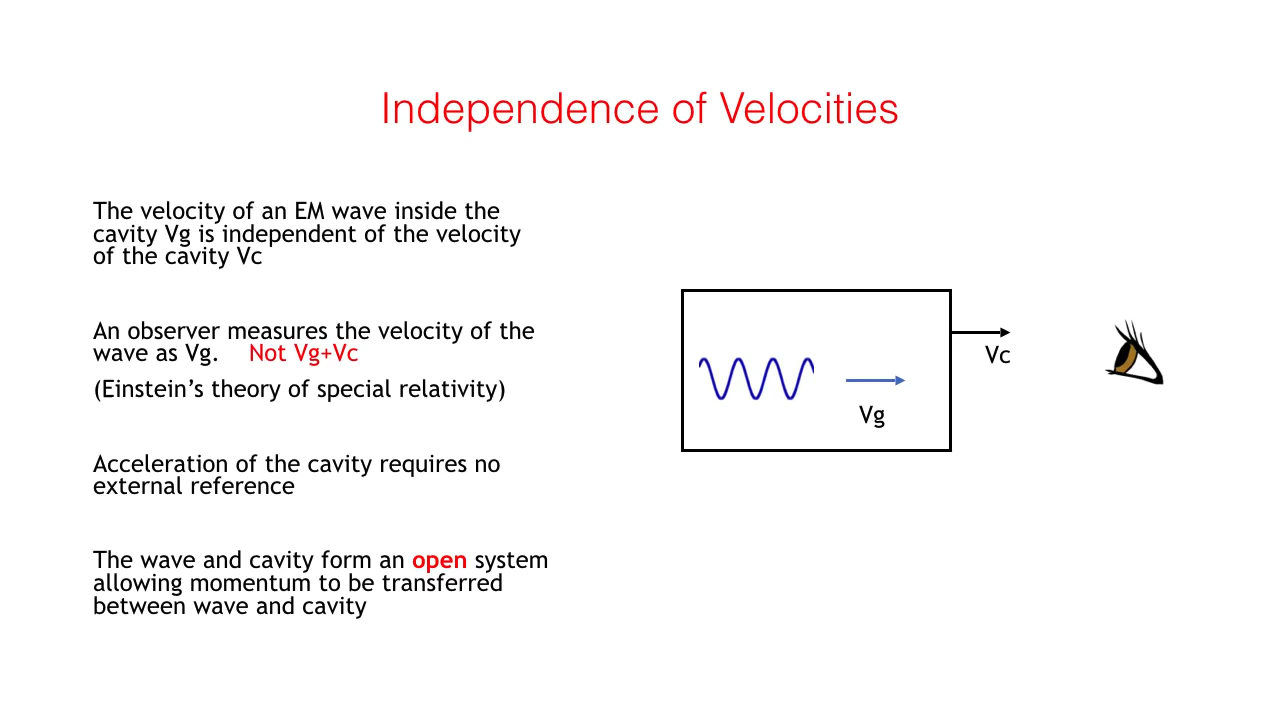 Independence of Velocities
The velocity of an EM wave inside the
cavity Vg is independent of the velocity
of the cavity Vc
An observer measures the velocity of the
wave as Vg. Not Vg+Vc
(Einstein’s theory of special relativity)
Acceleration of the cavity requires no
external reference
The wave and cavity form an open system
allowing momentum to be transferred
between wave and cavity
Vc
Vg